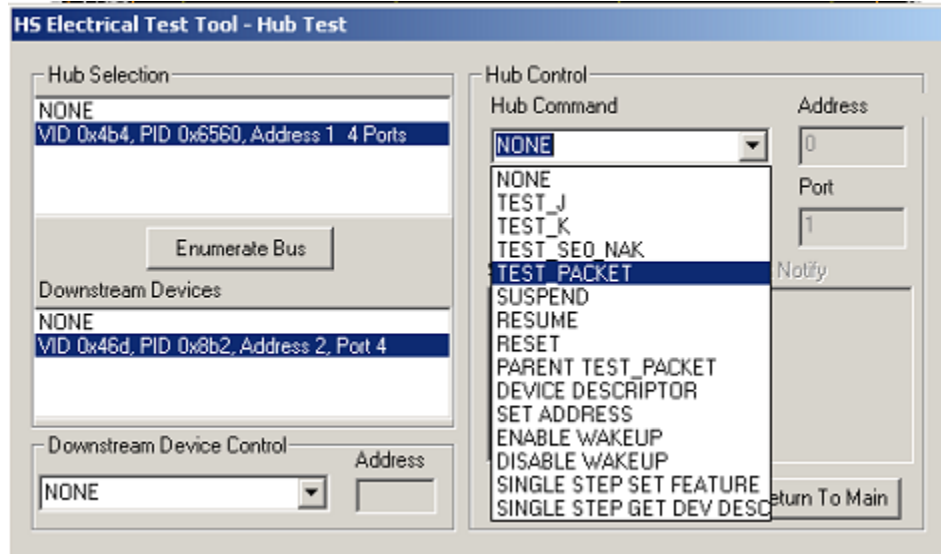 HS Electrical Test Tool - Hub Test
Hub Selection
NONE
VID 0x4b4, PID 0x6560, Address 1 4 Ports
Enumerate Bus
Downstream Devices
NONE
VID 0x46d, PID 0x8b2, Address 2, Port 4
Downstream Device Control
Address
NONE
Hub Control
Hub Command
Address
NONE
0
Port
1
NONE
TEST_J
TEST_K
TEST_SE0_NAK
TEST_PACKET
SUSPEND
RESUME
RESET
PARENT TEST_PACKET
DEVICE DESCRIPTOR
SET ADDRESS
ENABLE WAKEUP
DISABLE WAKEUP
SINGLE STEP SET FEATURE
SINGLE STEP GET DEV DESC
Notify
eturn To Main